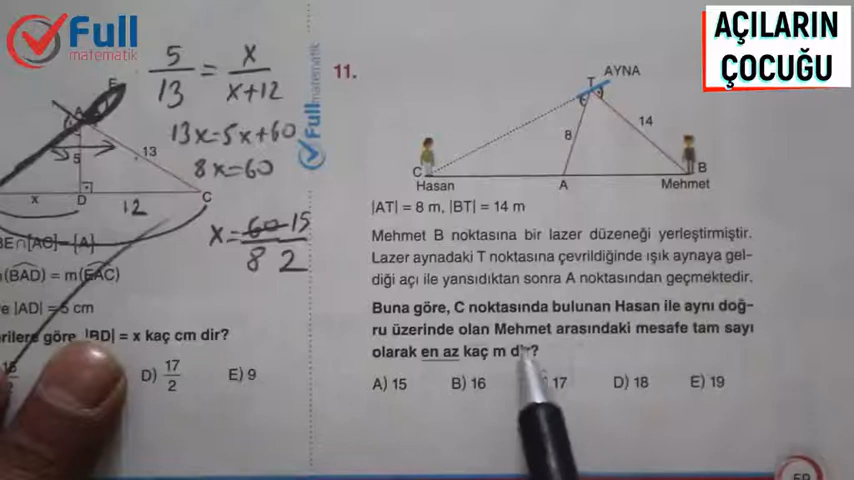 Full
matematik
5/13 = x/x+12
13x=5x+60
8x=60
x=60/8 15/2
E
A
5
13
x
D
12
C
BE∩[AC]={A}
(BAD) = m(EAC)
e |AD| = 5 cm
erilere göre, |BD| = x kaç cm dir?
D) 17/2
E) 9
Full matematik
11.
T
AYNA
8
14
C
B
Hasan
A
Mehmet
|AT| = 8 m, |BT| = 14 m
Mehmet B noktasına bir lazer düzeneği yerleştirmiştir.
Lazer aynadaki T noktasına çevrildiğinde ışık aynaya gel-
diği açı ile yansıdıktan sonra A noktasından geçmektedir.
Buna göre, C noktasında bulunan Hasan ile aynı doğ-
ru üzerinde olan Mehmet arasındaki mesafe tam sayı
olarak en az kaç m dir?
A) 15
B) 16
17
D) 18
E) 19
AÇILARIN
ÇOCUĞU